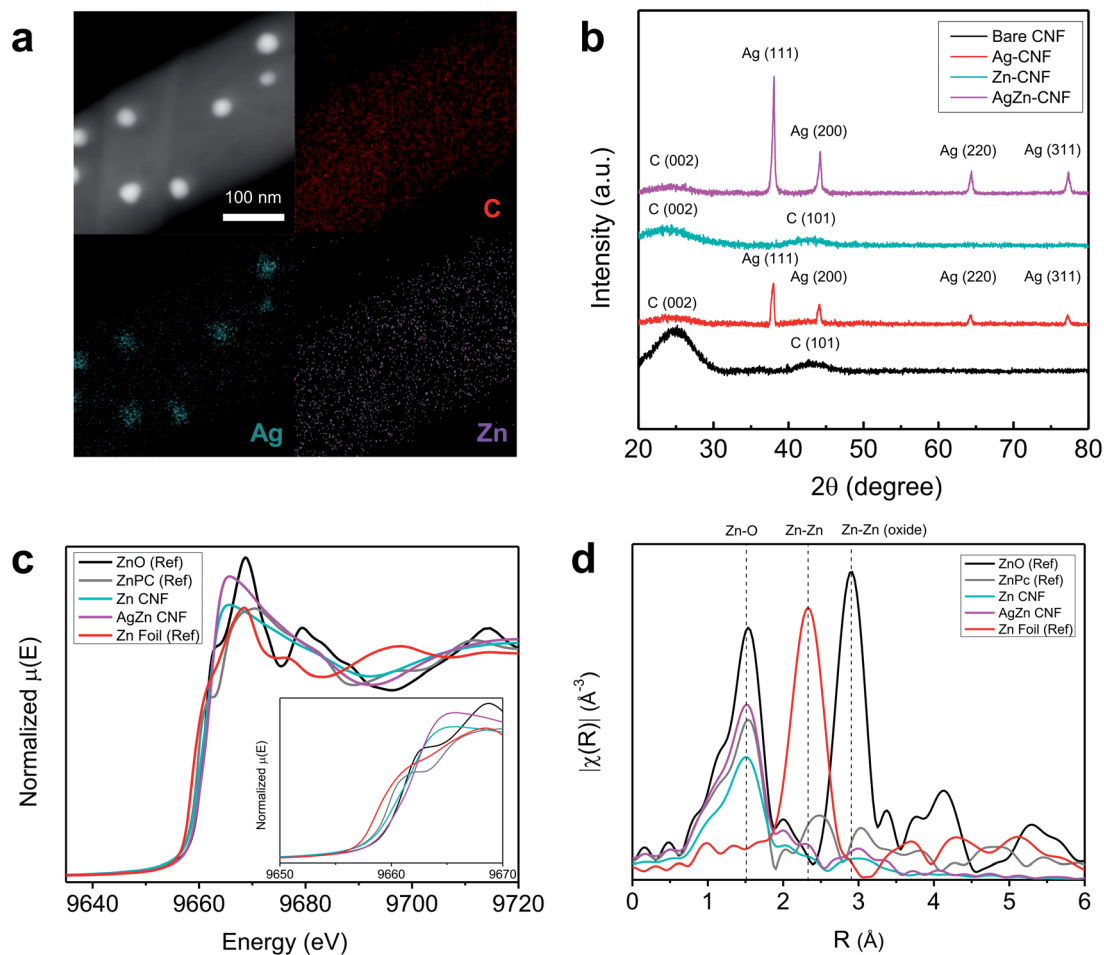 a
100 nm
C
Ag
Zn
b
Bare CNF
Ag-CNF
Zn-CNF
AgZn-CNF
Ag (111)
Ag (200)
Ag (220)
Ag (311)
C (002)
C (002)
C (101)
Ag (111)
Ag (200)
Ag (220)
Ag (311)
C (002)
C (101)
Intensity (a.u.)
20 30 40 50 60 70 80
2θ (degree)
c
ZnO (Ref)
ZnPC (Ref)
Zn CNF
AgZn CNF
Zn Foil (Ref)
Normalized μ(E)
Normalized μ(E)
9650 9660 9670
9640 9660 9680 9700 9720
Energy (eV)
d
Zn-O Zn-Zn Zn-Zn (oxide)
ZnO (Ref)
ZnPc (Ref)
Zn CNF
AgZn CNF
Zn Foil (Ref)
|χ(R)| (Å⁻³)
0 1 2 3 4 5 6
R (Å)